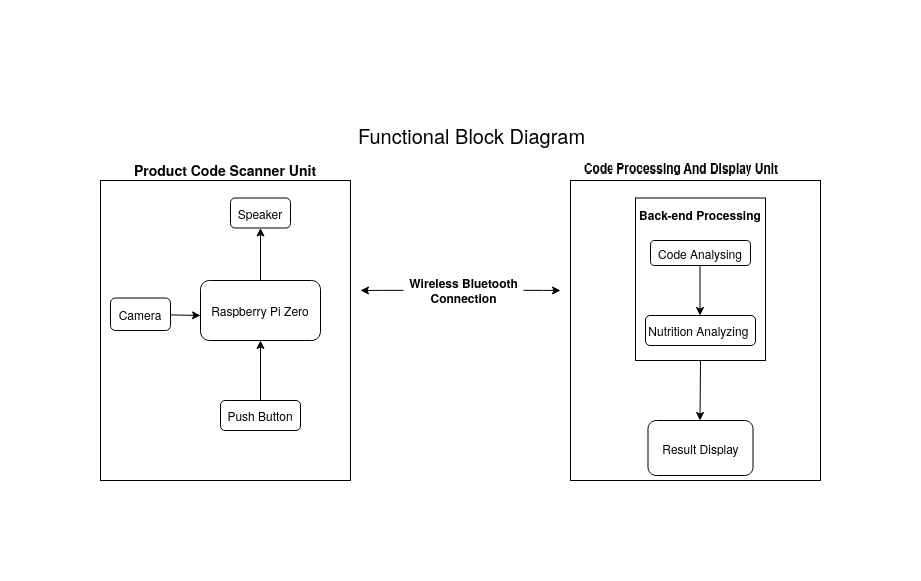 Functional Block Diagram
Product Code Scanner Unit
Speaker
Camera
Raspberry Pi Zero
Push Button
Wireless Bluetooth
Connection
Code Processing And Display Unit
Back-end Processing
Code Analysing
Nutrition Analyzing
Result Display